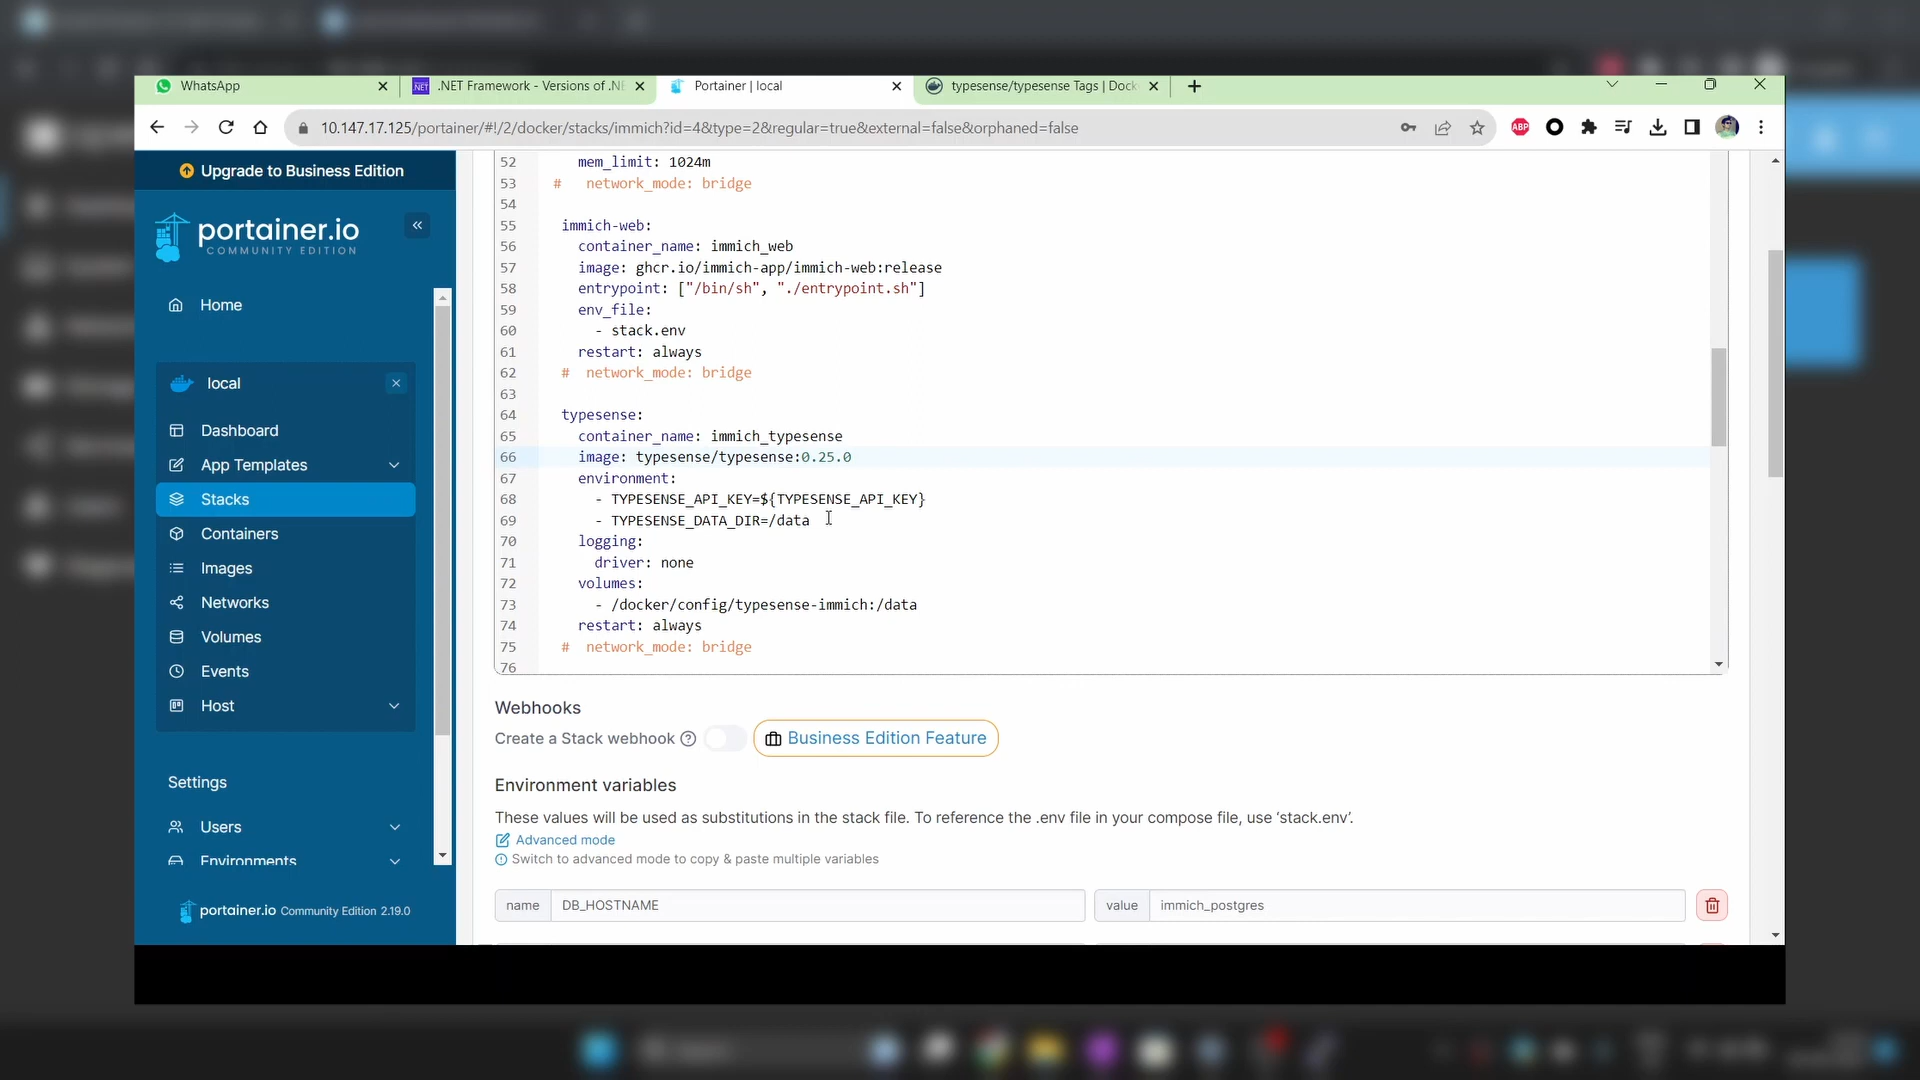 WhatsApp
.NET Framework - Versions of .NE
Portainer | local
typesense/typesense Tags | Dock
10.147.17.125/portainer/#!/2/docker/stacks/immich?id=4&type=2&regular=true&external=false&orphaned=false
ABP
Upgrade to Business Edition
portainer.io
COMMUNITY EDITION
Home
local
Dashboard
App Templates
Stacks
Containers
Images
Networks
Volumes
Events
Host
Settings
Users
Environments
portainer.io Community Edition 2.19.0
52 mem_limit: 1024m
53 # network_mode: bridge
54
55 immich-web:
56 container_name: immich_web
57 image: ghcr.io/immich-app/immich-web:release
58 entrypoint: ["/bin/sh", "./entrypoint.sh"]
59 env_file:
60 - stack.env
61 restart: always
62 # network_mode: bridge
63
64 typesense:
65 container_name: immich_typesense
66 image: typesense/typesense:0.25.0
67 environment:
68 - TYPESENSE_API_KEY=${TYPESENSE_API_KEY}
69 - TYPESENSE_DATA_DIR=/data
70 logging:
71 driver: none
72 volumes:
73 - /docker/config/typesense-immich:/data
74 restart: always
75 # network_mode: bridge
76
Webhooks
Create a Stack webhook
Business Edition Feature
Environment variables
These values will be used as substitutions in the stack file. To reference the .env file in your compose file, use ‘stack.env’.
Advanced mode
Switch to advanced mode to copy & paste multiple variables
name DB_HOSTNAME value immich_postgres